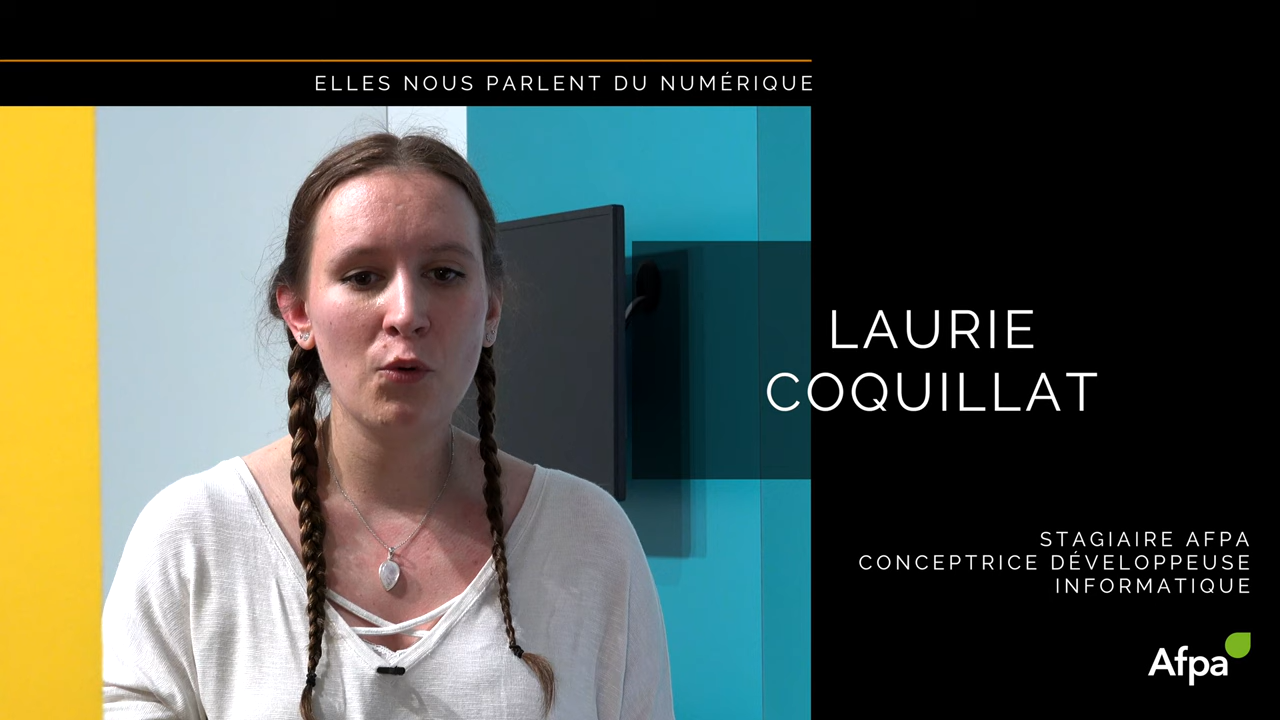 ELLES NOUS PARLENT DU NUMÉRIQUE
LAURIE
COQUILLAT
STAGIAIRE AFPA
CONCEPTRICE DÉVELOPPEUSE
INFORMATIQUE
Afpa